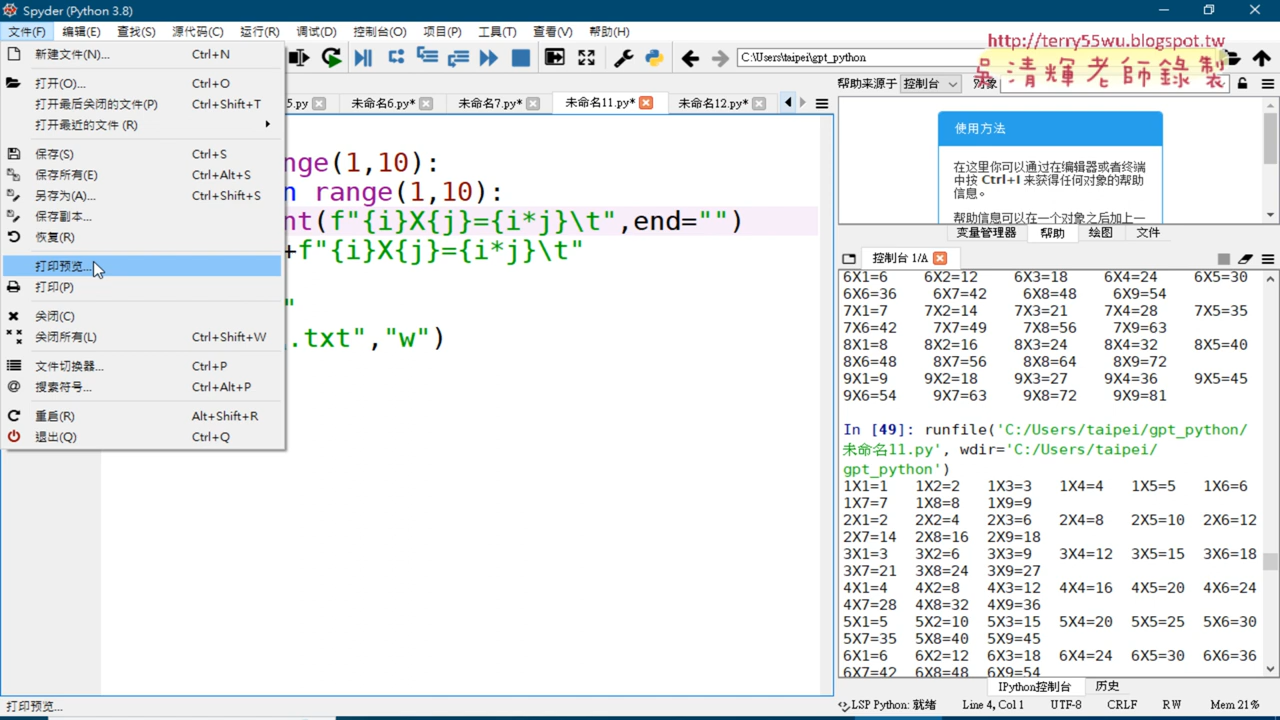 Spyder (Python 3.8)
文件(F) 编辑(E) 查找(S) 源代码(C) 运行(R) 调试(D) 控制台(O) 项目(P) 工具(T) 查看(V) 帮助(H)
http://terry55wu.blogspot.tw
吳清輝老師錄製
C:\Users\taipei\gpt_python
新建文件(N)... Ctrl+N
打开(O)... Ctrl+O
打开最后关闭的文件(P) Ctrl+Shift+T
打开最近的文件 (R)
保存(S) Ctrl+S
保存所有(E) Ctrl+Alt+S
另存为(A)... Ctrl+Shift+S
保存副本...
恢复(R)
打印预览...
打印(P)
关闭(C)
关闭所有(L) Ctrl+Shift+W
文件切换器... Ctrl+P
搜索符号... Ctrl+Alt+P
重启(R) Alt+Shift+R
退出(Q) Ctrl+Q
5.py 未命名6.py* 未命名7.py* 未命名11.py* 未命名12.py*
nge(1,10):
n range(1,10):
nt(f"{i}X{j}={i*j}\t",end="")
+f"{i}X{j}={i*j}\t"
"
.txt","w")
帮助来源于 控制台 对象
使用方法
在这里你可以通过在编辑器或者终端
中按 Ctrl+I 来获得任何对象的帮助
信息。
帮助信息可以在一个对象之后加上一
变量管理器 帮助 绘图 文件
控制台 1/A
6X1=6 6X2=12 6X3=18 6X4=24 6X5=30
6X6=36 6X7=42 6X8=48 6X9=54
7X1=7 7X2=14 7X3=21 7X4=28 7X5=35
7X6=42 7X7=49 7X8=56 7X9=63
8X1=8 8X2=16 8X3=24 8X4=32 8X5=40
8X6=48 8X7=56 8X8=64 8X9=72
9X1=9 9X2=18 9X3=27 9X4=36 9X5=45
9X6=54 9X7=63 9X8=72 9X9=81
In [49]: runfile('C:/Users/taipei/gpt_python/
未命名11.py', wdir='C:/Users/taipei/
gpt_python')
1X1=1 1X2=2 1X3=3 1X4=4 1X5=5 1X6=6
1X7=7 1X8=8 1X9=9
2X1=2 2X2=4 2X3=6 2X4=8 2X5=10 2X6=12
2X7=14 2X8=16 2X9=18
3X1=3 3X2=6 3X3=9 3X4=12 3X5=15 3X6=18
3X7=21 3X8=24 3X9=27
4X1=4 4X2=8 4X3=12 4X4=16 4X5=20 4X6=24
4X7=28 4X8=32 4X9=36
5X1=5 5X2=10 5X3=15 5X4=20 5X5=25 5X6=30
5X7=35 5X8=40 5X9=45
6X1=6 6X2=12 6X3=18 6X4=24 6X5=30 6X6=36
6X7=42 6X8=48 6X9=54
IPython控制台 历史
打印预览...
LSP Python: 就绪 Line 4, Col 1 UTF-8 CRLF RW Mem 21%